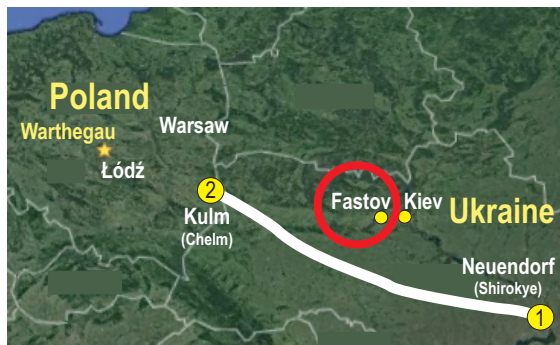 Poland
Warthegau
Warsaw
Łódź
2
Kulm
(Chelm)
Fastov
Kiev
Ukraine
Neuendorf
(Shirokye)
1